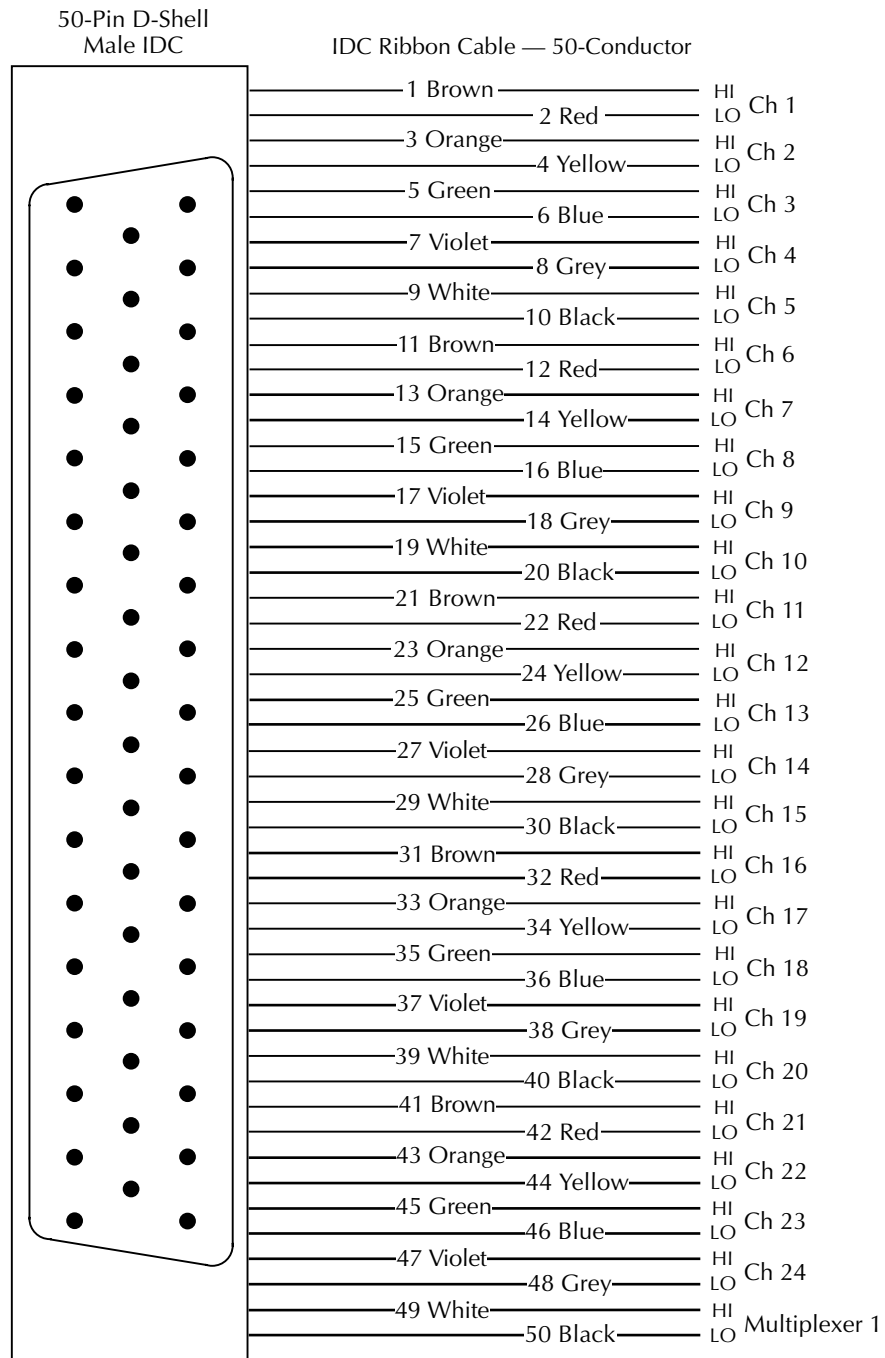 50-Pin D-Shell
Male IDC
IDC Ribbon Cable — 50-Conductor
1 Brown HI
2 Red LO
Ch 1
3 Orange HI
4 Yellow LO
Ch 2
5 Green HI
6 Blue LO
Ch 3
7 Violet HI
8 Grey LO
Ch 4
9 White HI
10 Black LO
Ch 5
11 Brown HI
12 Red LO
Ch 6
13 Orange HI
14 Yellow LO
Ch 7
15 Green HI
16 Blue LO
Ch 8
17 Violet HI
18 Grey LO
Ch 9
19 White HI
20 Black LO
Ch 10
21 Brown HI
22 Red LO
Ch 11
23 Orange HI
24 Yellow LO
Ch 12
25 Green HI
26 Blue LO
Ch 13
27 Violet HI
28 Grey LO
Ch 14
29 White HI
30 Black LO
Ch 15
31 Brown HI
32 Red LO
Ch 16
33 Orange HI
34 Yellow LO
Ch 17
35 Green HI
36 Blue LO
Ch 18
37 Violet HI
38 Grey LO
Ch 19
39 White HI
40 Black LO
Ch 20
41 Brown HI
42 Red LO
Ch 21
43 Orange HI
44 Yellow LO
Ch 22
45 Green HI
46 Blue LO
Ch 23
47 Violet HI
48 Grey LO
Ch 24
49 White HI
50 Black LO
Multiplexer 1